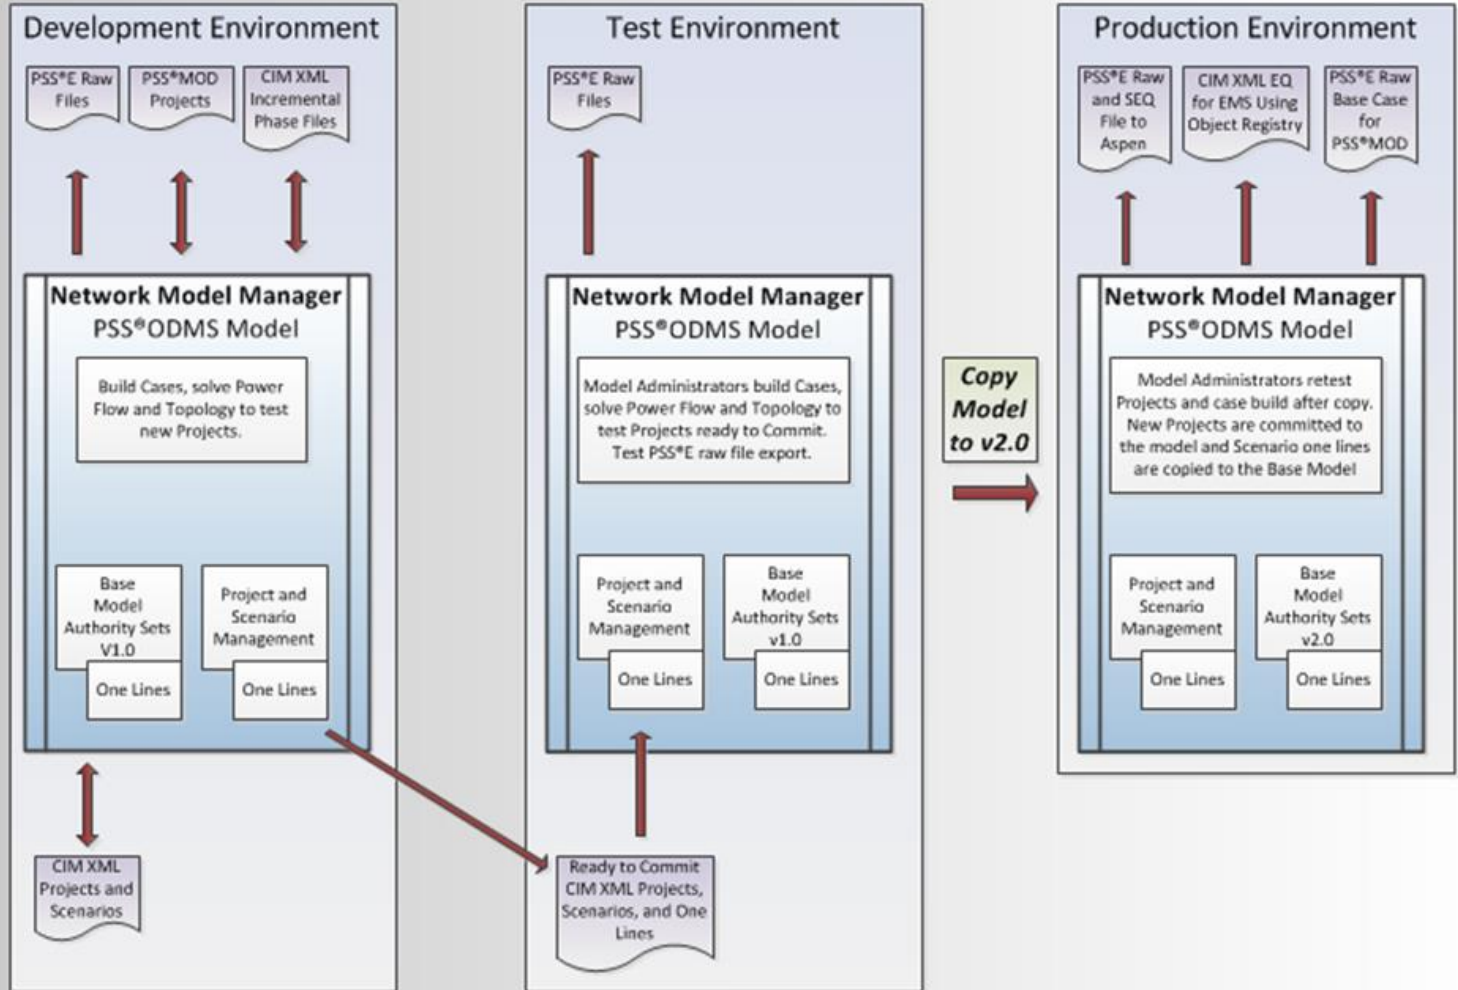 Development Environment
PSS®E Raw
Files
PSS®MOD
Projects
CIM XML
Incremental
Phase Files
Network Model Manager
PSS®ODMS Model
Build Cases, solve Power
Flow and Topology to test
new Projects.
Base
Model
Authority Sets
V1.0
One Lines
Project and
Scenario
Management
One Lines
CIM XML
Projects and
Scenarios
Test Environment
PSS®E Raw
Files
Network Model Manager
PSS®ODMS Model
Model Administrators build Cases,
solve Power Flow and Topology to
test Projects ready to Commit.
Test PSS®E raw file export.
Project and
Scenario
Management
One Lines
Base
Model
Authority Sets
v1.0
One Lines
Ready to Commit
CIM XML Projects,
Scenarios, and One
Lines
Copy
Model
to v2.0
Production Environment
PSS®E Raw
and SEQ
File to
Aspen
CIM XML EQ
for EMS Using
Object Registry
PSS®E Raw
Base Case
for
PSS®MOD
Network Model Manager
PSS®ODMS Model
Model Administrators retest
Projects and case build after copy.
New Projects are committed to
the model and Scenario one lines
are copied to the Base Model
Project and
Scenario
Management
One Lines
Base
Model
Authority Sets
v2.0
One Lines